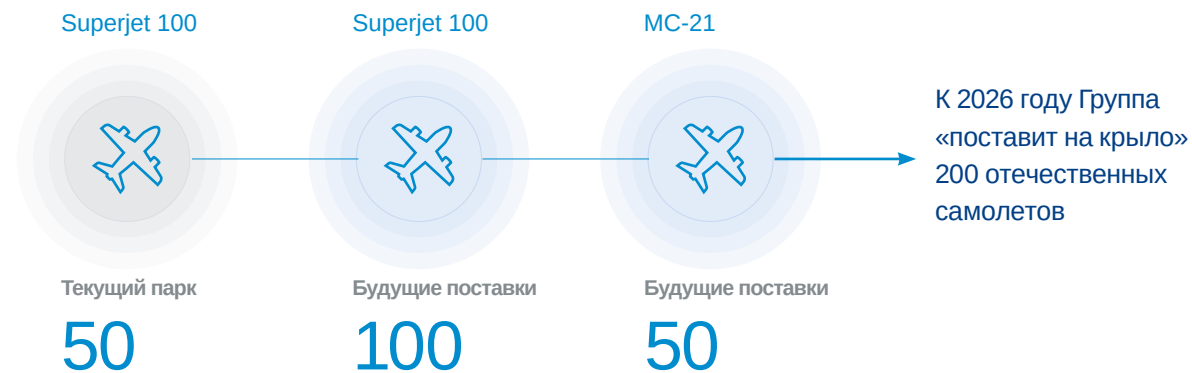 Superjet 100
Superjet 100
МС-21
К 2026 году Группа
«поставит на крыло»
200 отечественных
самолетов
Текущий парк
Будущие поставки
Будущие поставки
50
100
50